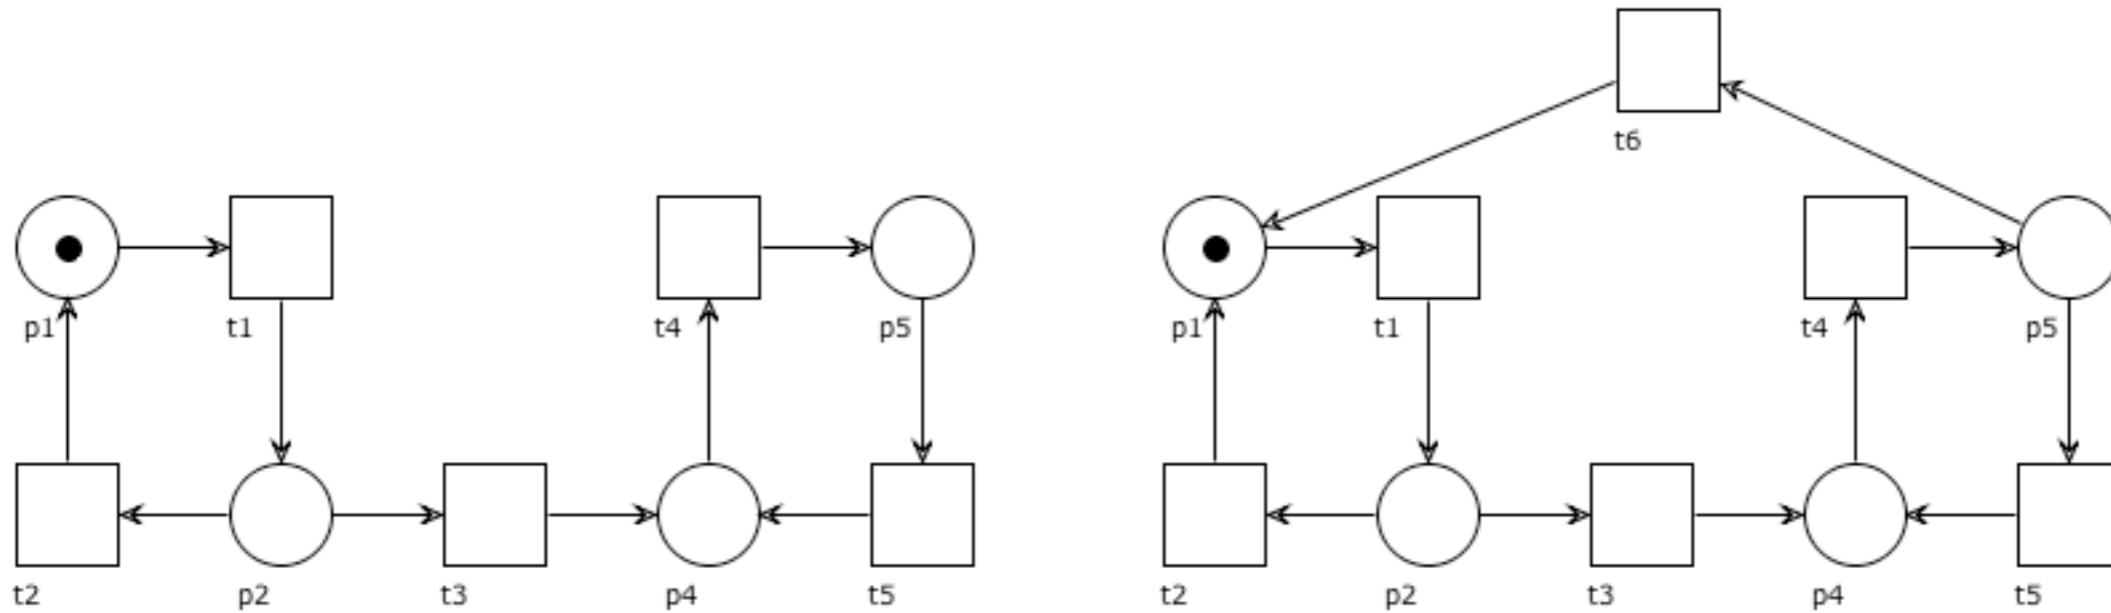 t6
p1 t1 t4 p5 p1 t1 t4 p5
t2 p2 t3 p4 t5 t2 p2 t3 p4 t5